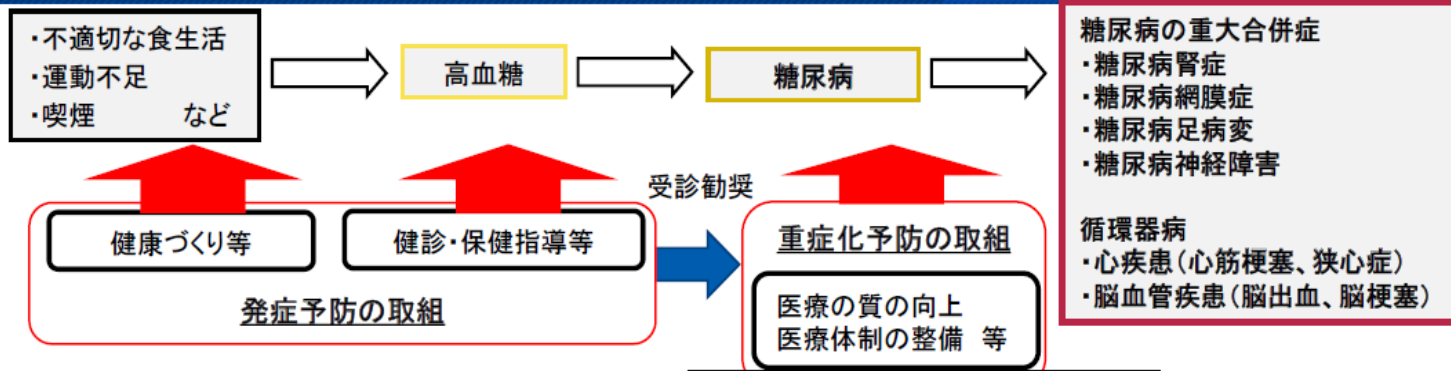 ・不適切な食生活
・運動不足
・喫煙　　　など
高血糖
糖尿病
糖尿病の重大合併症
・糖尿病腎症
・糖尿病網膜症
・糖尿病足病変
・糖尿病神経障害
循環器病
・心疾患(心筋梗塞、狭心症)
・脳血管疾患(脳出血、脳梗塞)
健康づくり等
健診・保健指導等
発症予防の取組
受診勧奨
重症化予防の取組
医療の質の向上
医療体制の整備　等